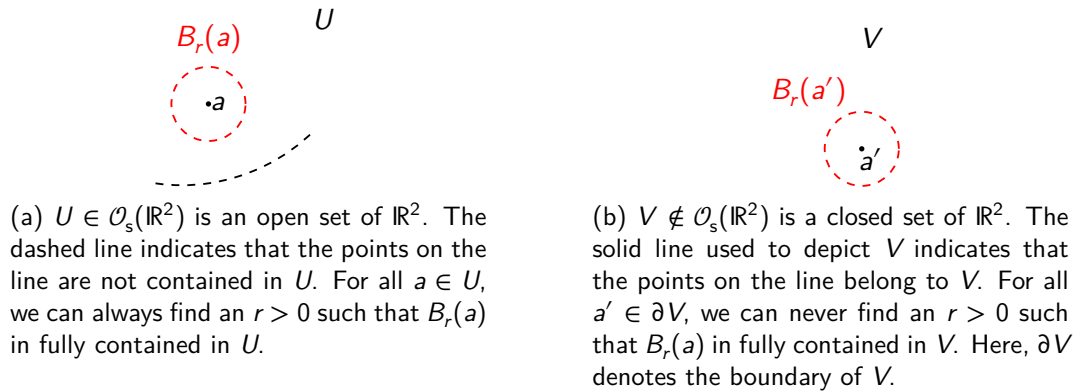 U
B_r(a)
a
(a) U ∈ 𝒪_s(ℝ²) is an open set of ℝ². The
dashed line indicates that the points on the
line are not contained in U. For all a ∈ U,
we can always find an r > 0 such that B_r(a)
in fully contained in U.
V
B_r(a′)
a′
(b) V ∉ 𝒪_s(ℝ²) is a closed set of ℝ². The
solid line used to depict V indicates that
the points on the line belong to V. For all
a′ ∈ ∂V, we can never find an r > 0 such
that B_r(a) in fully contained in V. Here, ∂V
denotes the boundary of V.